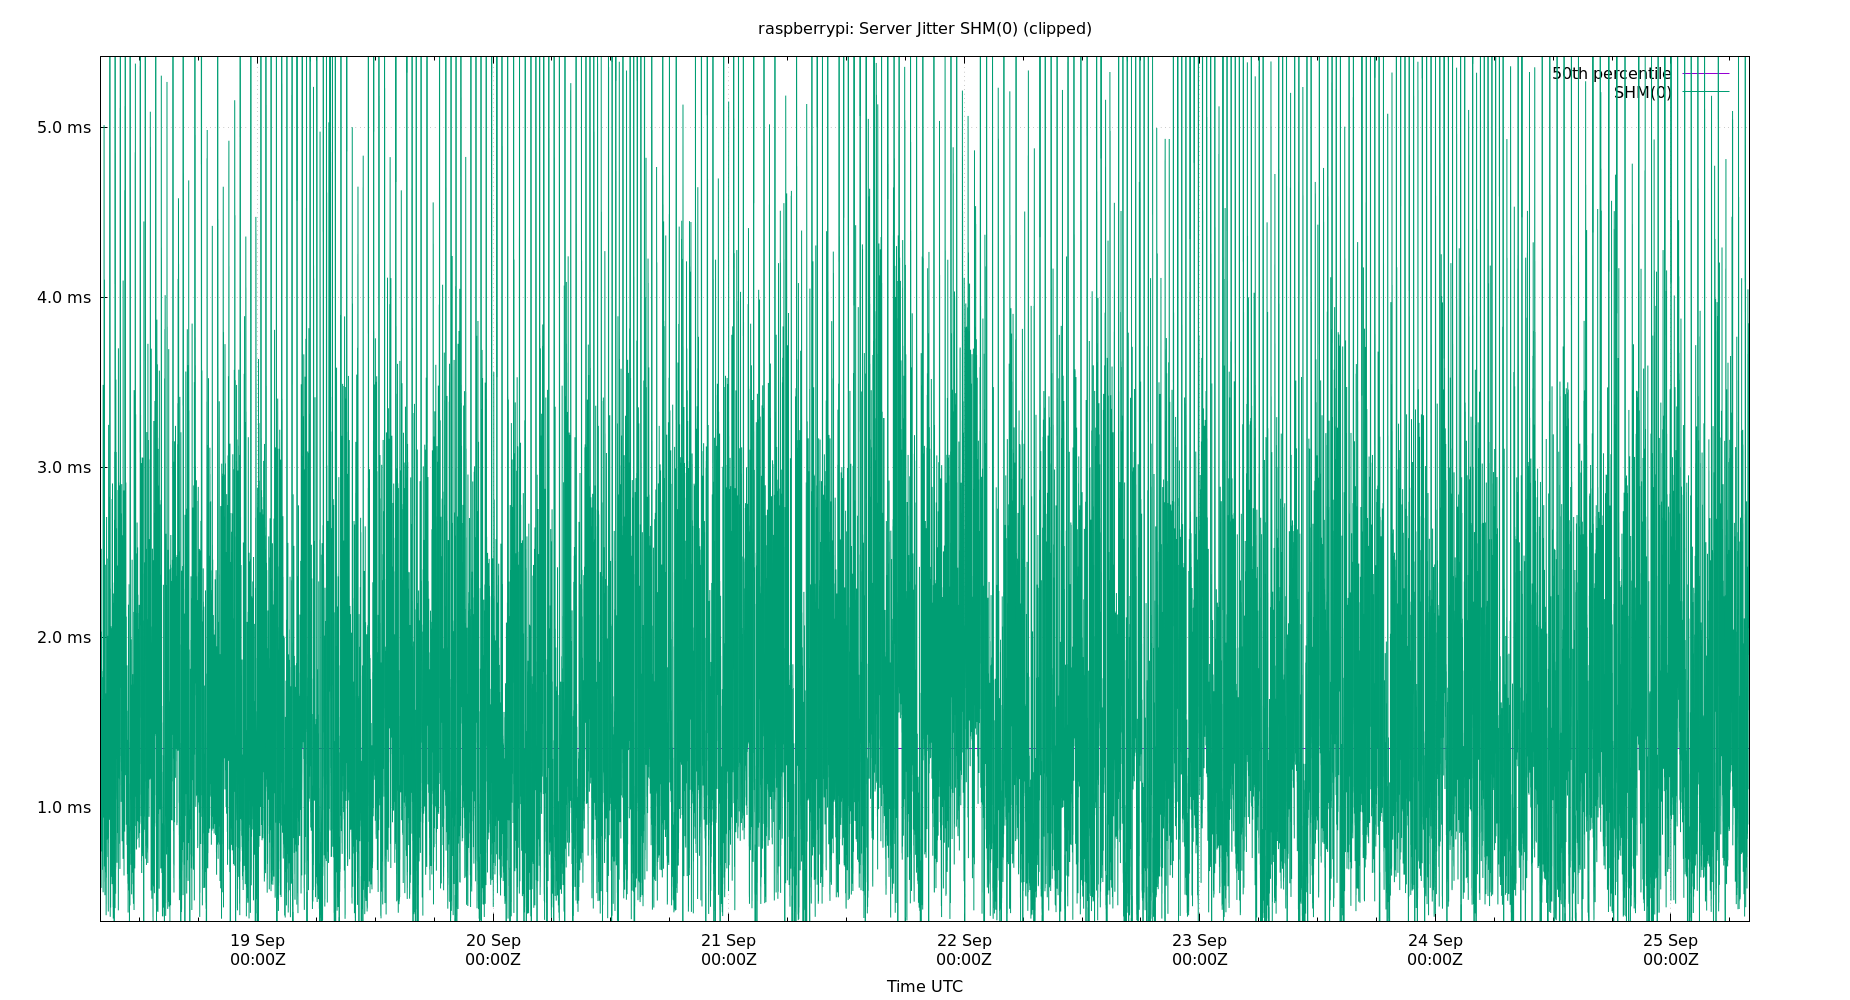 raspberrypi: Server Jitter SHM(0) (clipped)
50th percentile
SHM(0)
5.0 ms
4.0 ms
3.0 ms
2.0 ms
1.0 ms
19 Sep 20 Sep 21 Sep 22 Sep 23 Sep 24 Sep 25 Sep
00:00Z 00:00Z 00:00Z 00:00Z 00:00Z 00:00Z 00:00Z
Time UTC